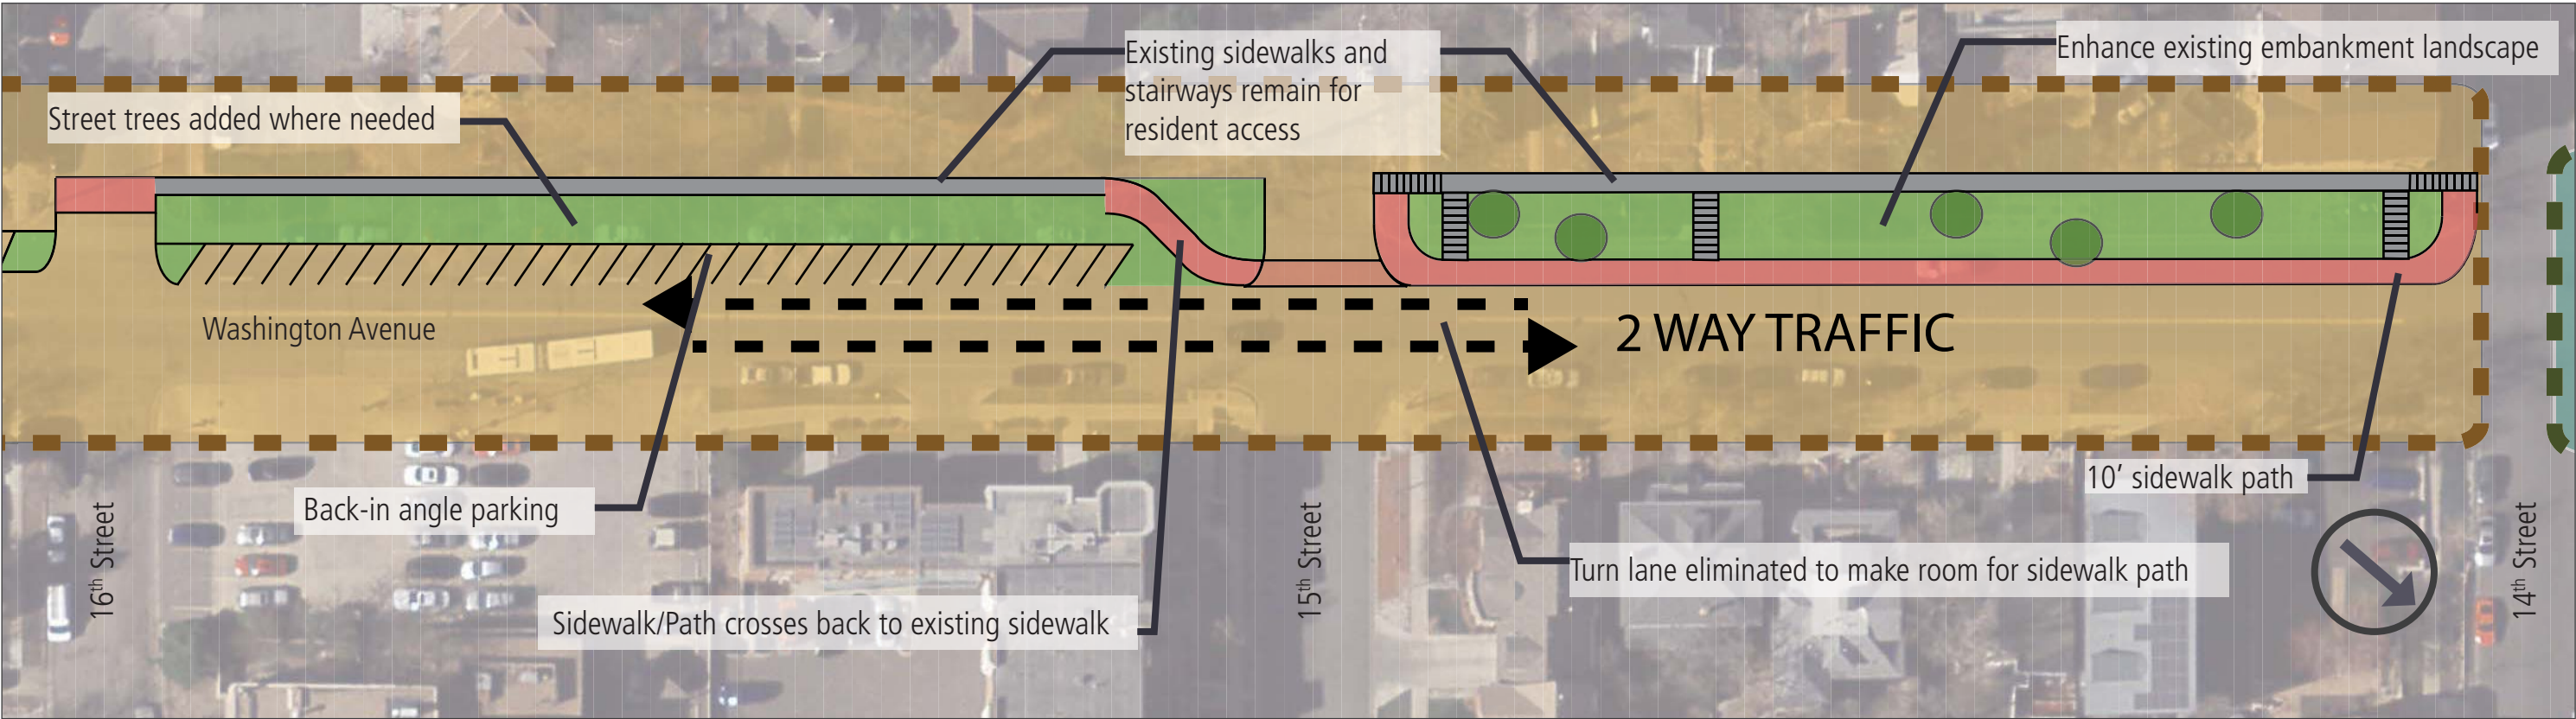 Existing sidewalks and
stairways remain for
resident access
Enhance existing embankment landscape
Street trees added where needed
Washington Avenue
2 WAY TRAFFIC
10’ sidewalk path
Back-in angle parking
16th Street
15th Street
14th Street
Turn lane eliminated to make room for sidewalk path
Sidewalk/Path crosses back to existing sidewalk